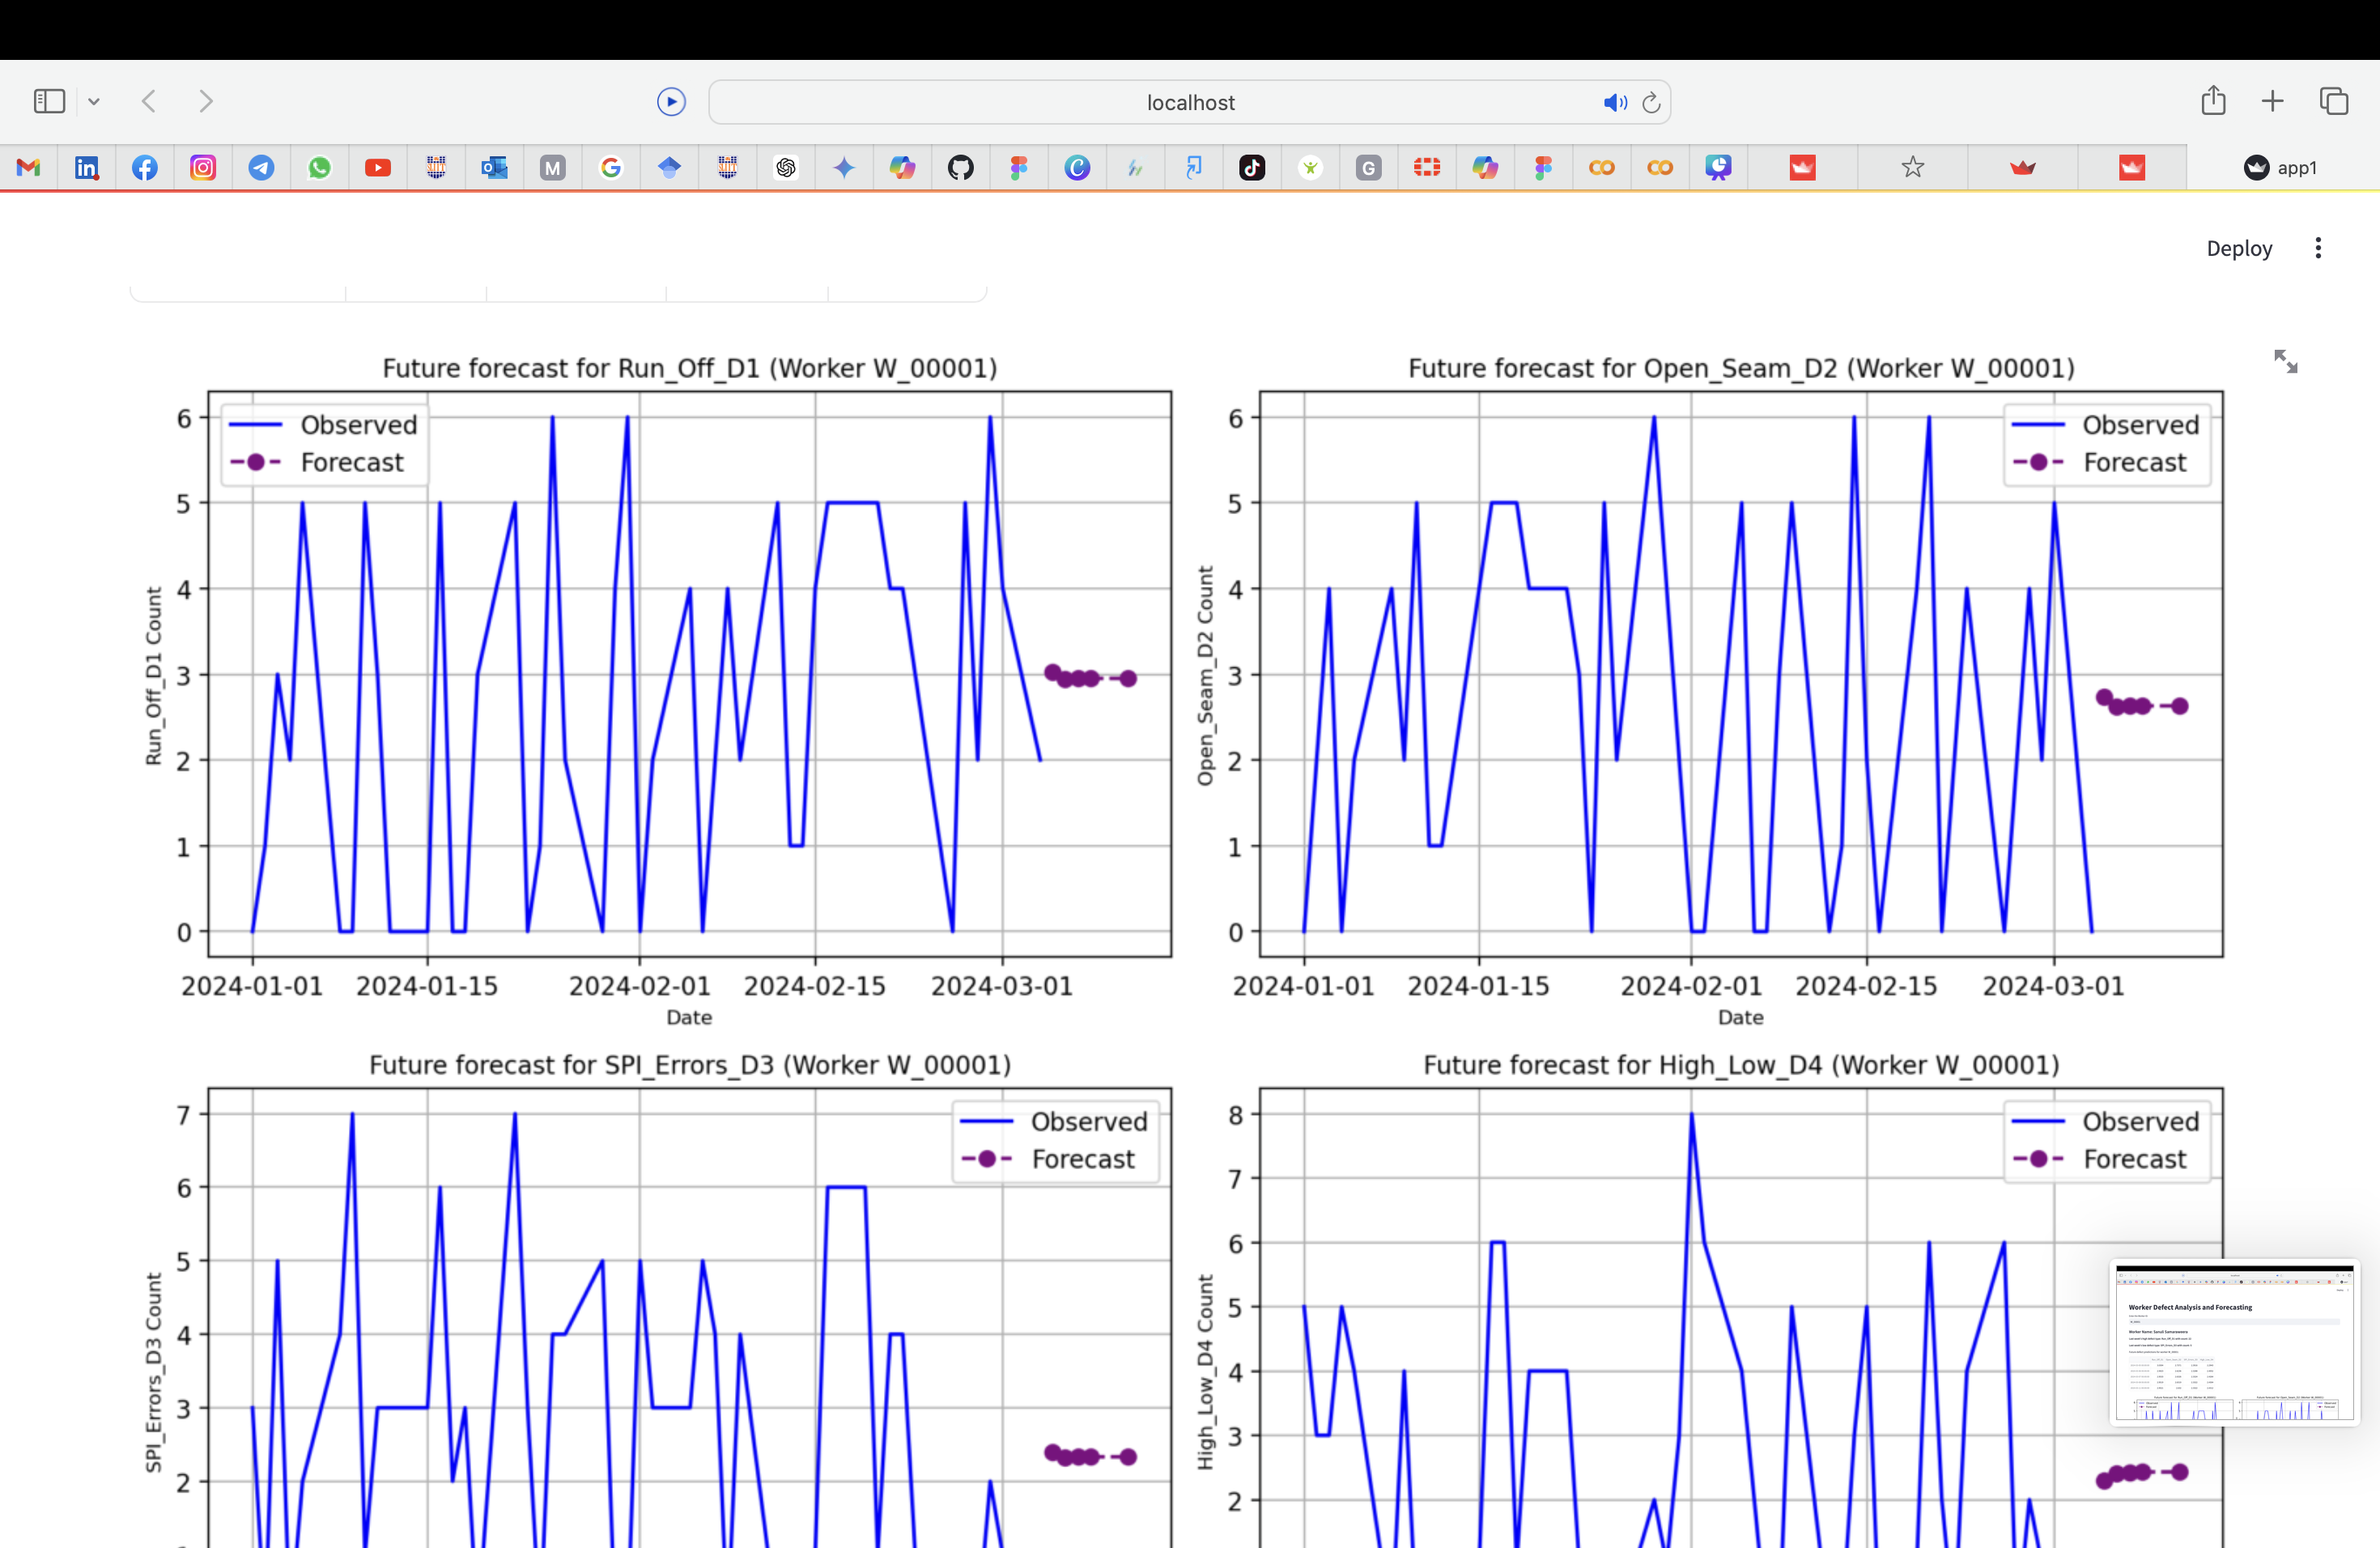 localhost
app1
Deploy
Future forecast for Run_Off_D1 (Worker W_00001)
Observed
Forecast
Run_Off_D1 Count
6
5
4
3
2
1
0
2024-01-01 2024-01-15 2024-02-01 2024-02-15 2024-03-01
Date
Future forecast for Open_Seam_D2 (Worker W_00001)
Observed
Forecast
Open_Seam_D2 Count
6
5
4
3
2
1
0
2024-01-01 2024-01-15 2024-02-01 2024-02-15 2024-03-01
Date
Future forecast for SPI_Errors_D3 (Worker W_00001)
Observed
Forecast
SPI_Errors_D3 Count
7
6
5
4
3
2
Future forecast for High_Low_D4 (Worker W_00001)
Observed
Forecast
High_Low_D4 Count
8
7
6
5
4
3
2
Worker Defect Analysis and Forecasting